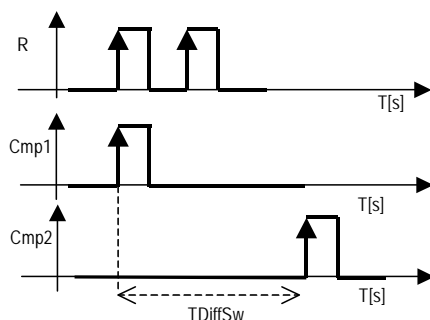 R
T[s]
Cmp1
T[s]
Cmp2
T[s]
TDiffSw